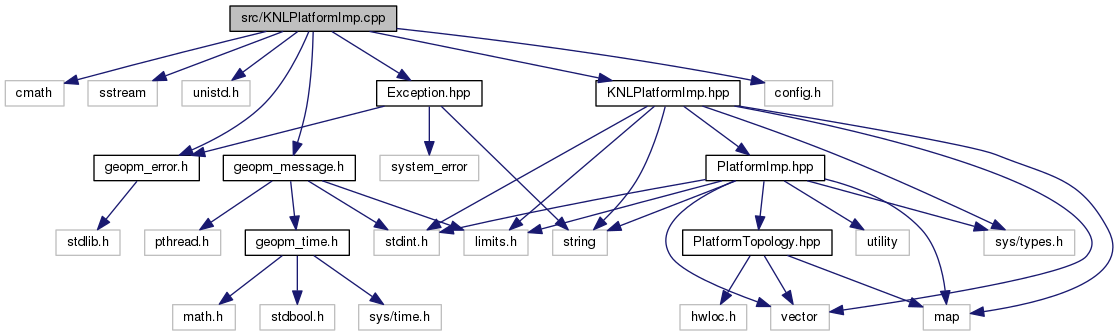 src/KNLPlatformImp.cpp
cmath
sstream
unistd.h
Exception.hpp
KNLPlatformImp.hpp
config.h
geopm_error.h
geopm_message.h
system_error
PlatformImp.hpp
stdlib.h
pthread.h
geopm_time.h
stdint.h
limits.h
string
PlatformTopology.hpp
utility
sys/types.h
math.h
stdbool.h
sys/time.h
hwloc.h
vector
map